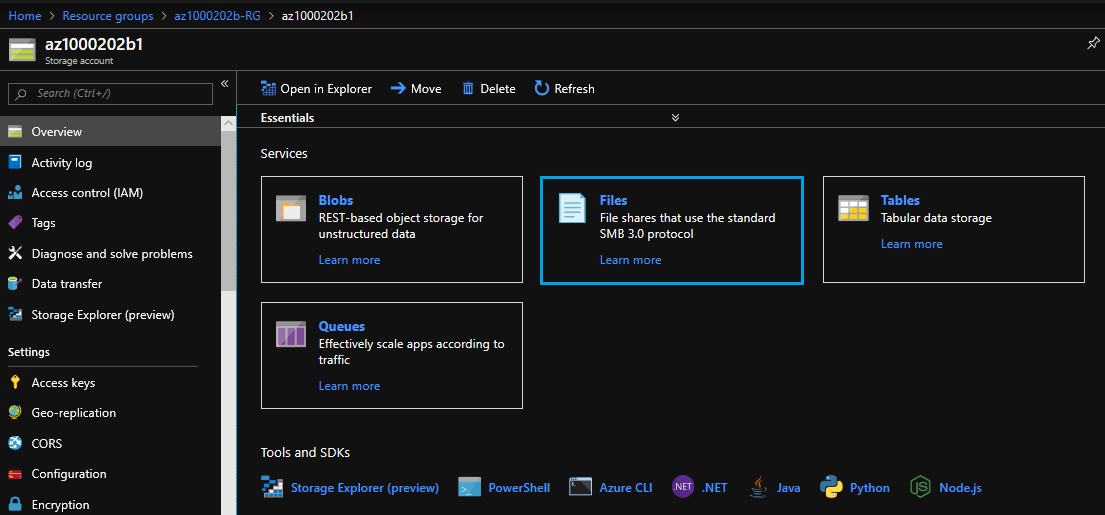 Home > Resource groups > az1000202b-RG > az1000202b1
az1000202b1
Storage account
Search (Ctrl+/)
Overview
Activity log
Access control (IAM)
Tags
Diagnose and solve problems
Data transfer
Storage Explorer (preview)
Settings
Access keys
Geo-replication
CORS
Configuration
Encryption
Open in Explorer Move Delete Refresh
Essentials
Services
Blobs
REST-based object storage for
unstructured data
Learn more
Files
File shares that use the standard
SMB 3.0 protocol
Learn more
Tables
Tabular data storage
Learn more
Queues
Effectively scale apps according to
traffic
Learn more
Tools and SDKs
Storage Explorer (preview) PowerShell Azure CLI .NET .NET Java Python Node.js